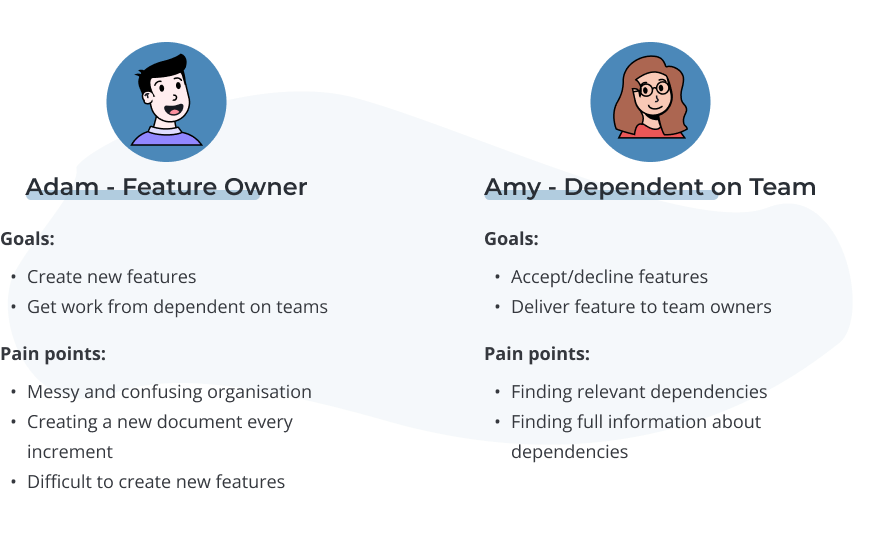 Adam - Feature Owner
Goals:
• Create new features
• Get work from dependent on teams
Pain points:
• Messy and confusing organisation
• Creating a new document every
increment
• Difficult to create new features
Amy - Dependent on Team
Goals:
• Accept/decline features
• Deliver feature to team owners
Pain points:
• Finding relevant dependencies
• Finding full information about
dependencies